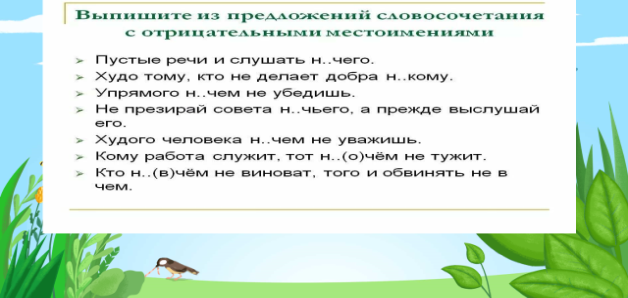 Выпишите из предложений словосочетания
с отрицательными местоимениями
Пустые речи и слушать н..чего.
Худо тому, кто не делает добра н..кому.
Упрямого н..чем не убедишь.
Не презирай совета н..чьего, а прежде выслушай
его.
Худого человека н..чем не уважишь.
Кому работа служит, тот н..(о)чём не тужит.
Кто н..(в)чём не виноват, того и обвинять не в
чем.